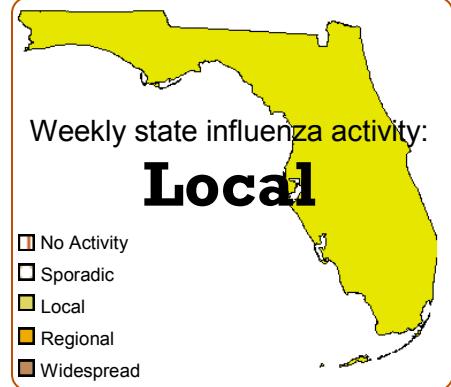 Weekly state influenza activity:
Local
No Activity
Sporadic
Local
Regional
Widespread